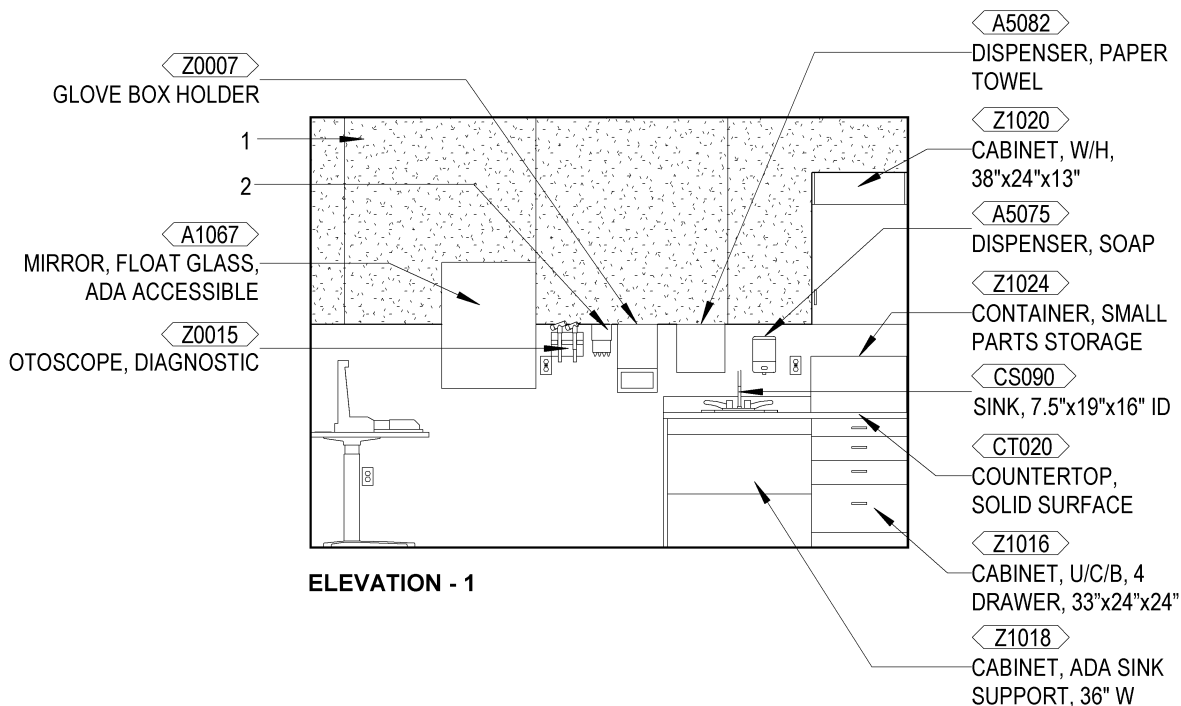 Z0007
GLOVE BOX HOLDER
1
2
A1067
MIRROR, FLOAT GLASS,
ADA ACCESSIBLE
Z0015
OTOSCOPE, DIAGNOSTIC
A5082
DISPENSER, PAPER
TOWEL
Z1020
CABINET, W/H,
38"x24"x13"
A5075
DISPENSER, SOAP
Z1024
CONTAINER, SMALL
PARTS STORAGE
CS090
SINK, 7.5"x19"x16" ID
CT020
COUNTERTOP,
SOLID SURFACE
Z1016
CABINET, U/C/B, 4
DRAWER, 33”x24”x24”
Z1018
CABINET, ADA SINK
SUPPORT, 36" W
ELEVATION - 1